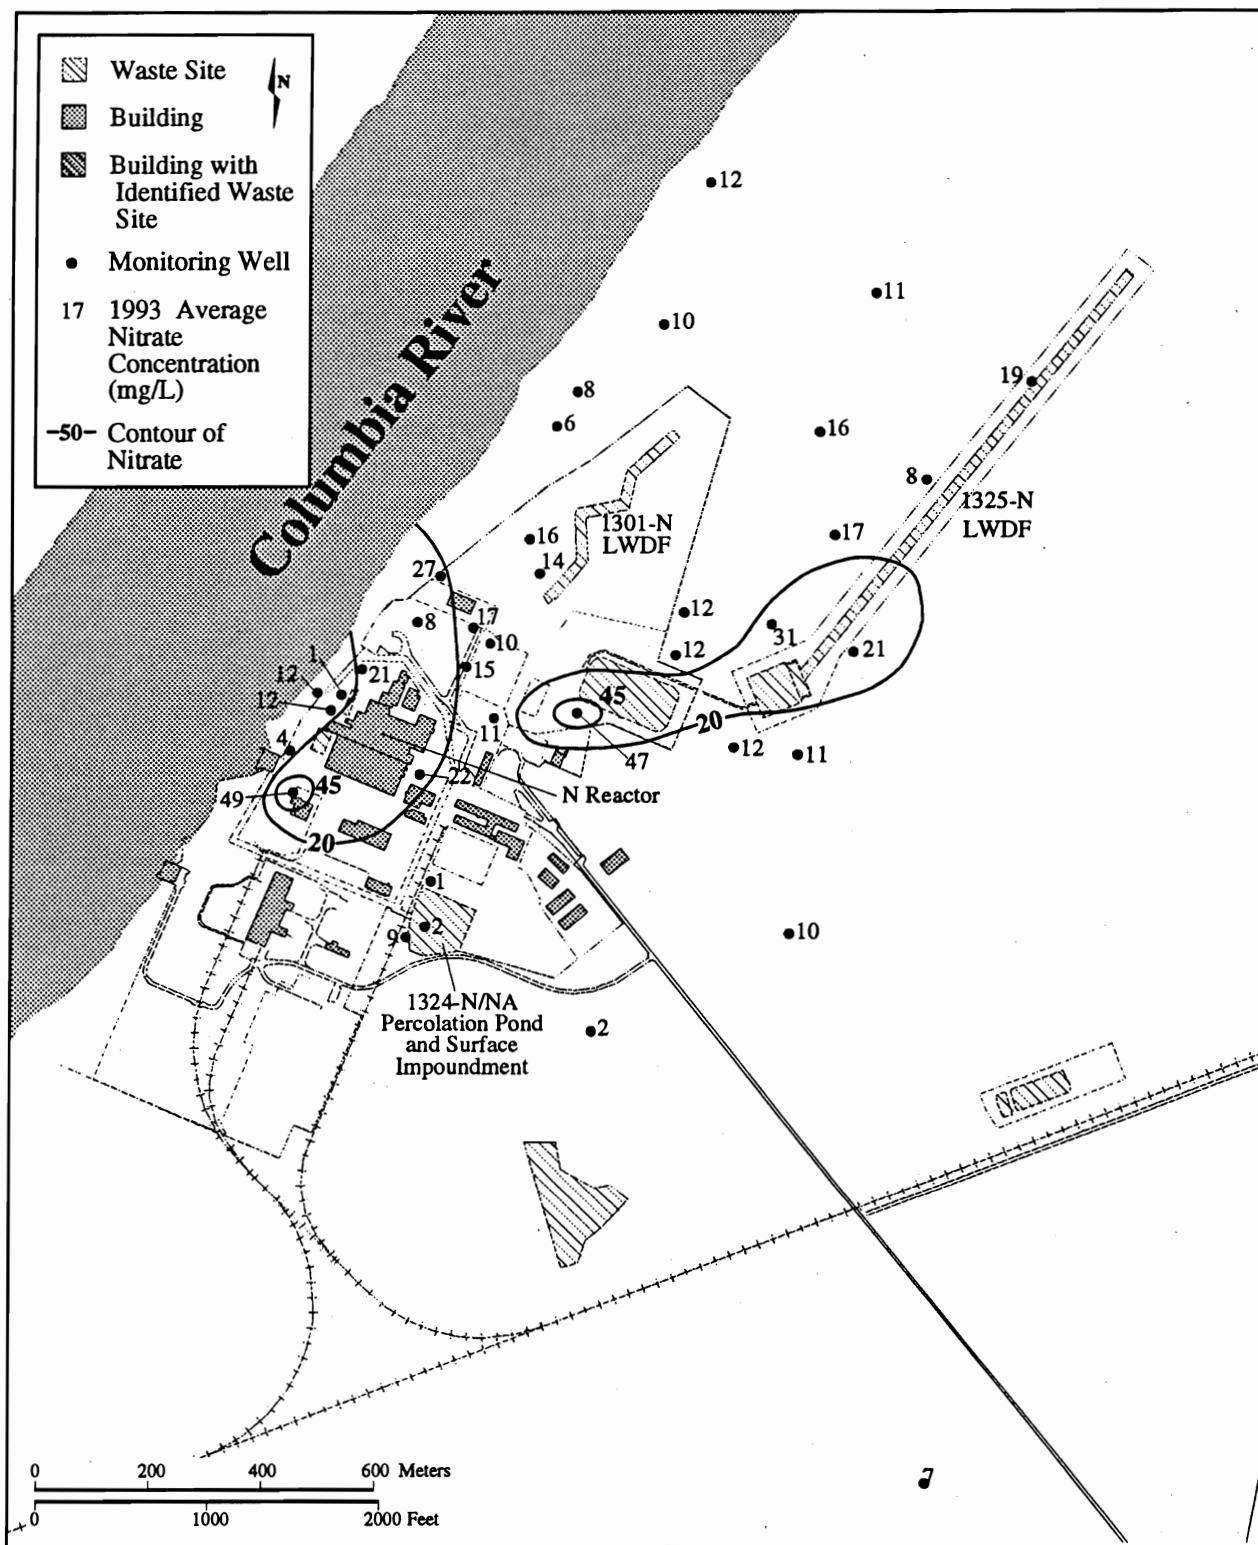 Waste Site
N
Building
Building with
Identified Waste
Site
Monitoring Well
17 1993 Average
Nitrate
Concentration
(mg/L)
-50- Contour of
Nitrate
Columbia River
12
11
10
19
8
6
16
8
1325-N
LWDF
1301-N
LWDF
16
17
14
27
12
8
17
31
10
12
21
1
21
15
12
45
12
20
11
4
12
11
47
22
45
49
N Reactor
20
1
2
9
10
1324-N/NA
Percolation Pond
and Surface
Impoundment
2
7
0 200 400 600 Meters
0 1000 2000 Feet